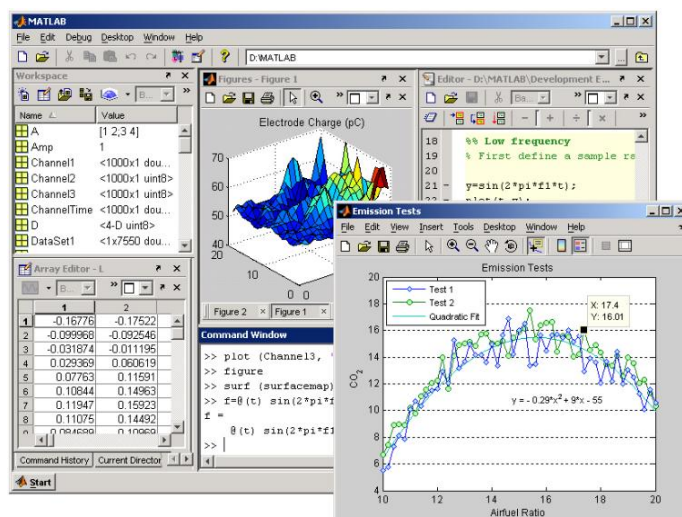 MATLAB
File Edit Debug Desktop Window Help
D:\MATLAB
Workspace
Name Value
A [1 2,3 4]
Amp 1
Channel1 <1000x1 dou...
Channel2 <1000x1 uint8>
Channel3 <1000x1 uint8>
ChannelTime <1000x1 dou...
D <4-D uint8>
DataSet1 <1x7550 dou...
Array Editor - L
1 2
1 -0.16776 -0.17522
2 -0.099968 -0.092546
3 -0.031874 -0.011195
4 0.029369 0.060619
5 0.07763 0.11591
6 0.10844 0.14963
7 0.11947 0.15923
8 0.11075 0.14492
Command History Current Director
Start
Figures - Figure 1
Electrode Charge (pC)
70
60
50
40
20
10
0 0
Figure 2 Figure 1
Command Window
>> plot (Channel3,
>> figure
>> surf (surfacemap)
>> f=@(t) sin(2*pi*f
f =
@(t) sin(2*pi*f1
>>
Editor - D:\MATLAB\Development E...
18 %% Low frequency
19 % First define a sample ra
20
21 - y=sin(2*pi*f1*t);
Emission Tests
File Edit View Insert Tools Desktop Window Help
Emission Tests
Test 1
Test 2
Quadratic Fit
X: 17.4
Y: 16.01
y = - 0.29*x² + 9*x - 55
CO₂
20
18
16
14
12
10
8
6
4
10 12 14 16 18 20
Airfuel Ratio